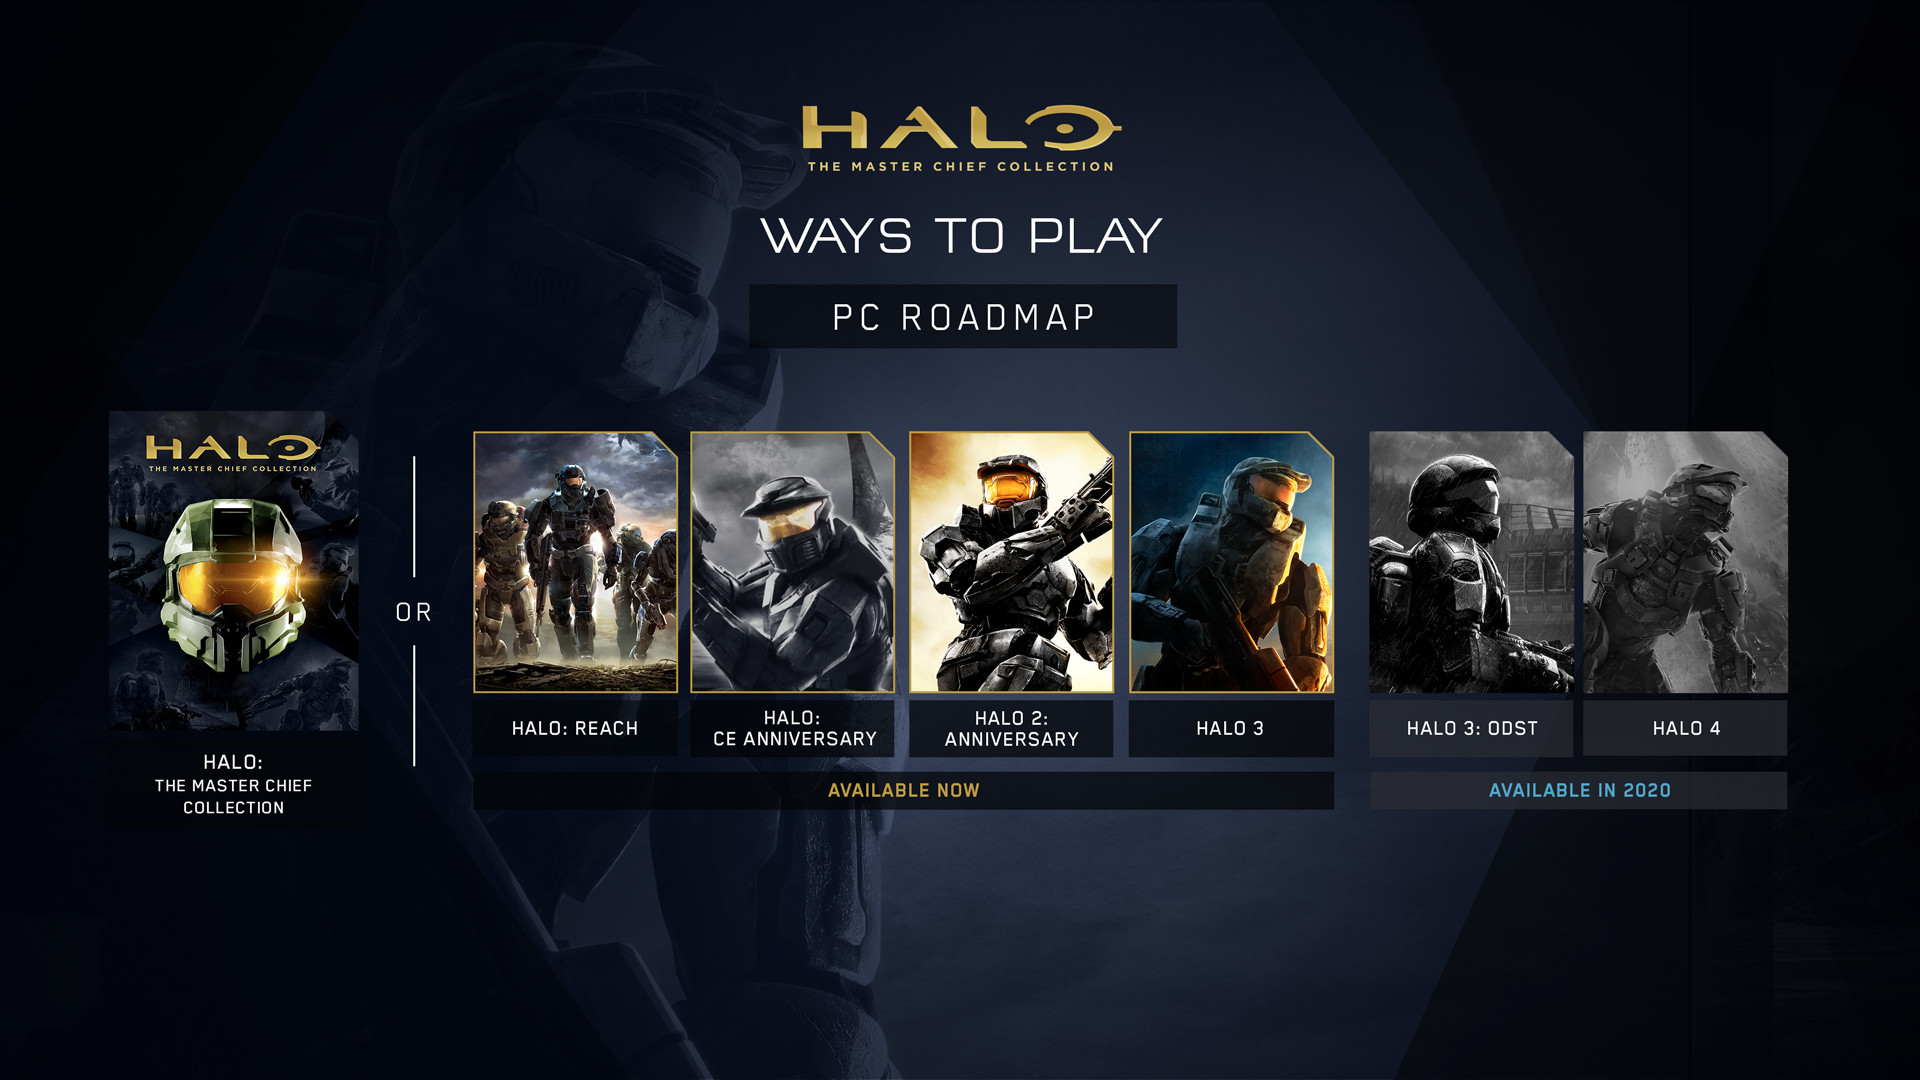 HALO
THE MASTER CHIEF COLLECTION
WAYS TO PLAY
PC ROADMAP
HALO
THE MASTER CHIEF COLLECTION
HALO:
THE MASTER CHIEF
COLLECTION
OR
HALO: REACH
HALO:
CE ANNIVERSARY
HALO 2:
ANNIVERSARY
HALO 3
AVAILABLE NOW
HALO 3: ODST
HALO 4
AVAILABLE IN 2020